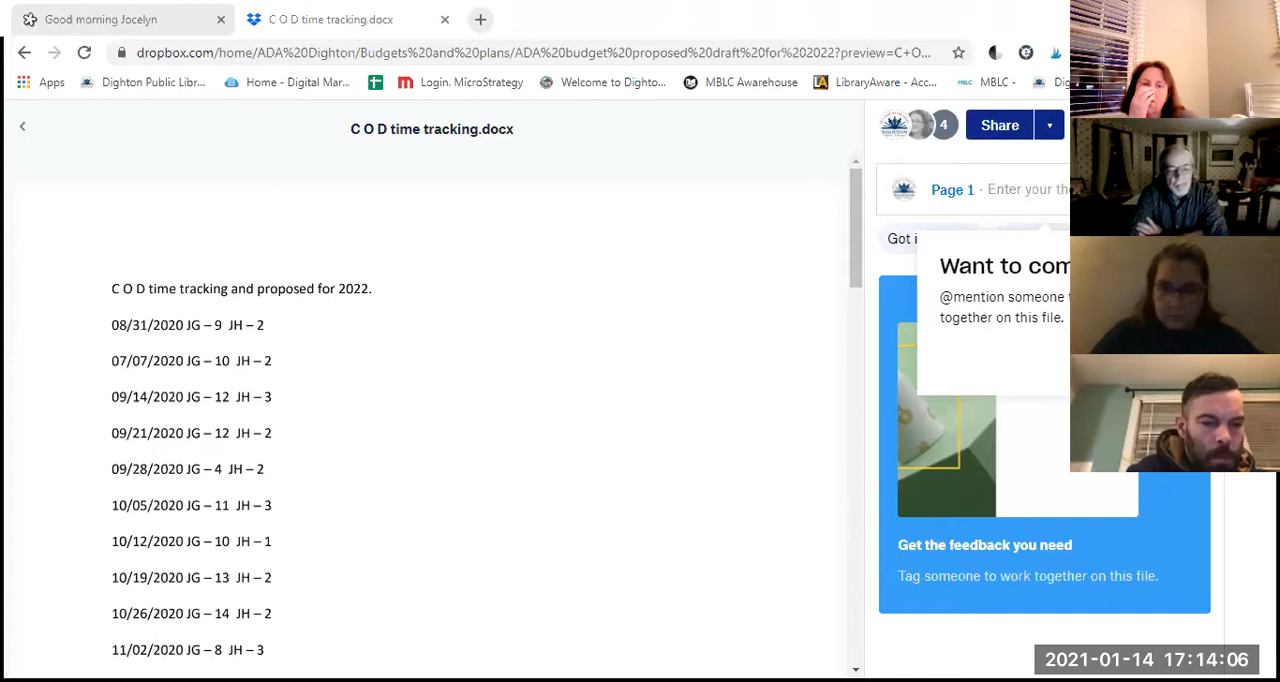 Good morning Jocelyn
C O D time tracking.docx
dropbox.com/home/ADA%20Dighton/Budgets%20and%20plans/ADA%20budget%20proposed%20draft%20for%202022?preview=C+O...
Apps
Dighton Public Libr...
Home - Digital Mar...
Login. MicroStrategy
Welcome to Dighto...
MBLC Awarehouse
LibraryAware - Acc...
MBLC -
C O D time tracking.docx
4
Share
Page 1 · Enter your th
Got i
Want to com
@mention someone
together on this file.
C O D time tracking and proposed for 2022.
08/31/2020 JG – 9 JH – 2
07/07/2020 JG – 10 JH – 2
09/14/2020 JG – 12 JH – 3
09/21/2020 JG – 12 JH – 2
09/28/2020 JG – 4 JH – 2
10/05/2020 JG – 11 JH – 3
10/12/2020 JG – 10 JH – 1
10/19/2020 JG – 13 JH – 2
10/26/2020 JG – 14 JH – 2
11/02/2020 JG – 8 JH – 3
Get the feedback you need
Tag someone to work together on this file.
2021-01-14 17:14:06